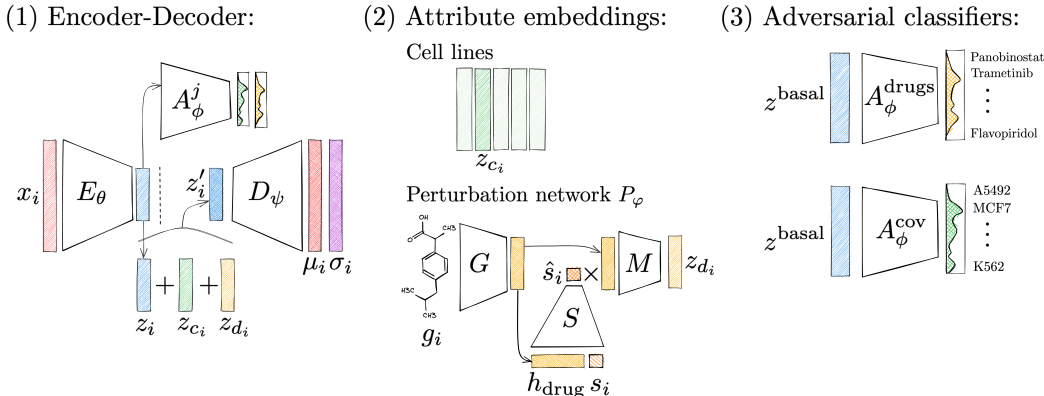 (1) Encoder-Decoder:
A_ϕ^j
x_i
E_θ
z_i′
D_ψ
μ_i σ_i
+ +
z_i z_{c_i} z_{d_i}
(2) Attribute embeddings:
Cell lines
z_{c_i}
Perturbation network P_φ
OH
O
CH3
H3C
CH3
g_i
G
ŝ_i ×
M
z_{d_i}
S
h_drug s_i
(3) Adversarial classifiers:
z^basal
A_ϕ^drugs
Panobinostat
Trametinib
⋮
Flavopiridol
z^basal
A_ϕ^cov
A5492
MCF7
⋮
K562